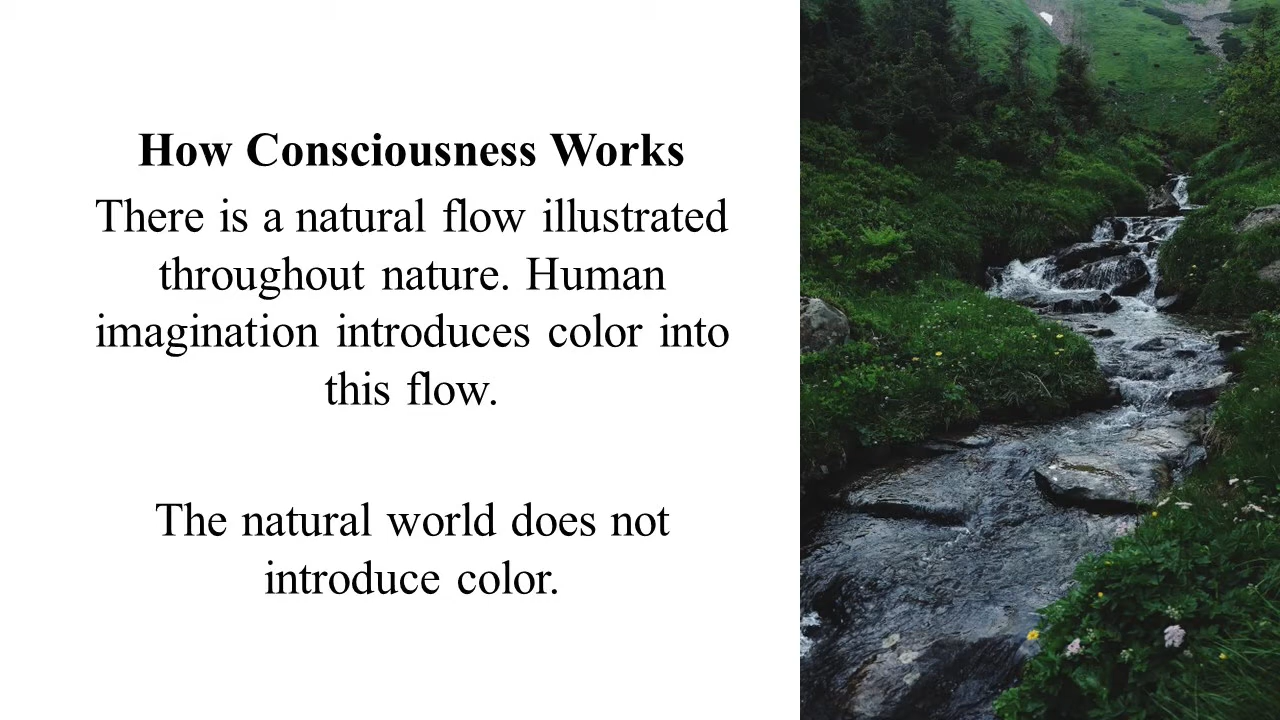 How Consciousness Works
There is a natural flow illustrated
throughout nature. Human
imagination introduces color into
this flow.
The natural world does not
introduce color.